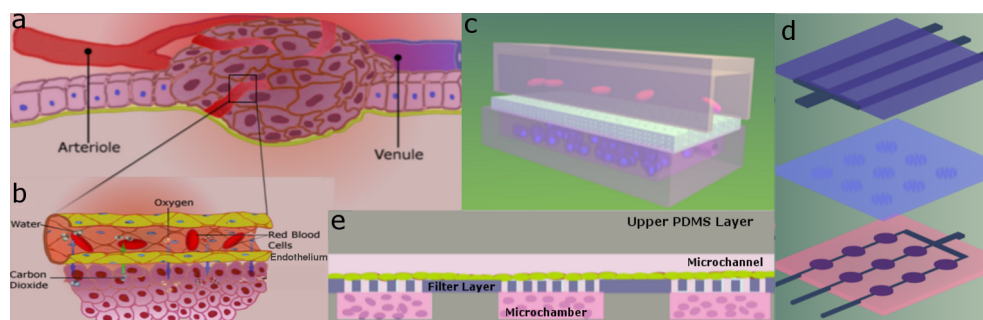 a
Arteriole
Venule
b
Oxygen
Water
Red Blood
Cells
Endothelium
Carbon
Dioxide
c
d
e
Upper PDMS Layer
Microchannel
Filter Layer
Microchamber